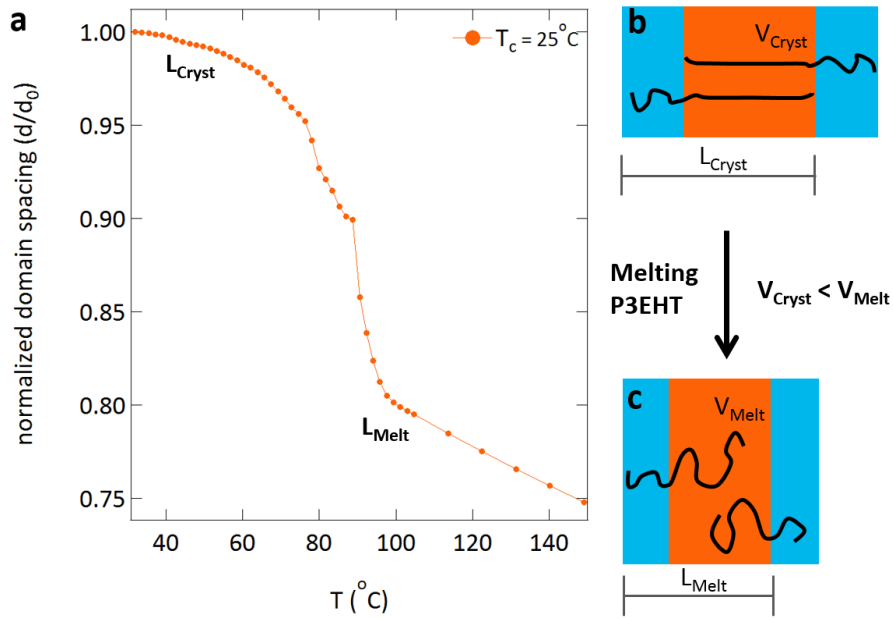 a
1.00
0.95
0.90
0.85
0.80
0.75
normalized domain spacing (d/d0)
40
60
80
100
120
140
T (°C)
Tc = 25°C
LCryst
LMelt
b
VCryst
LCryst
Melting
P3EHT
VCryst < VMelt
c
VMelt
LMelt